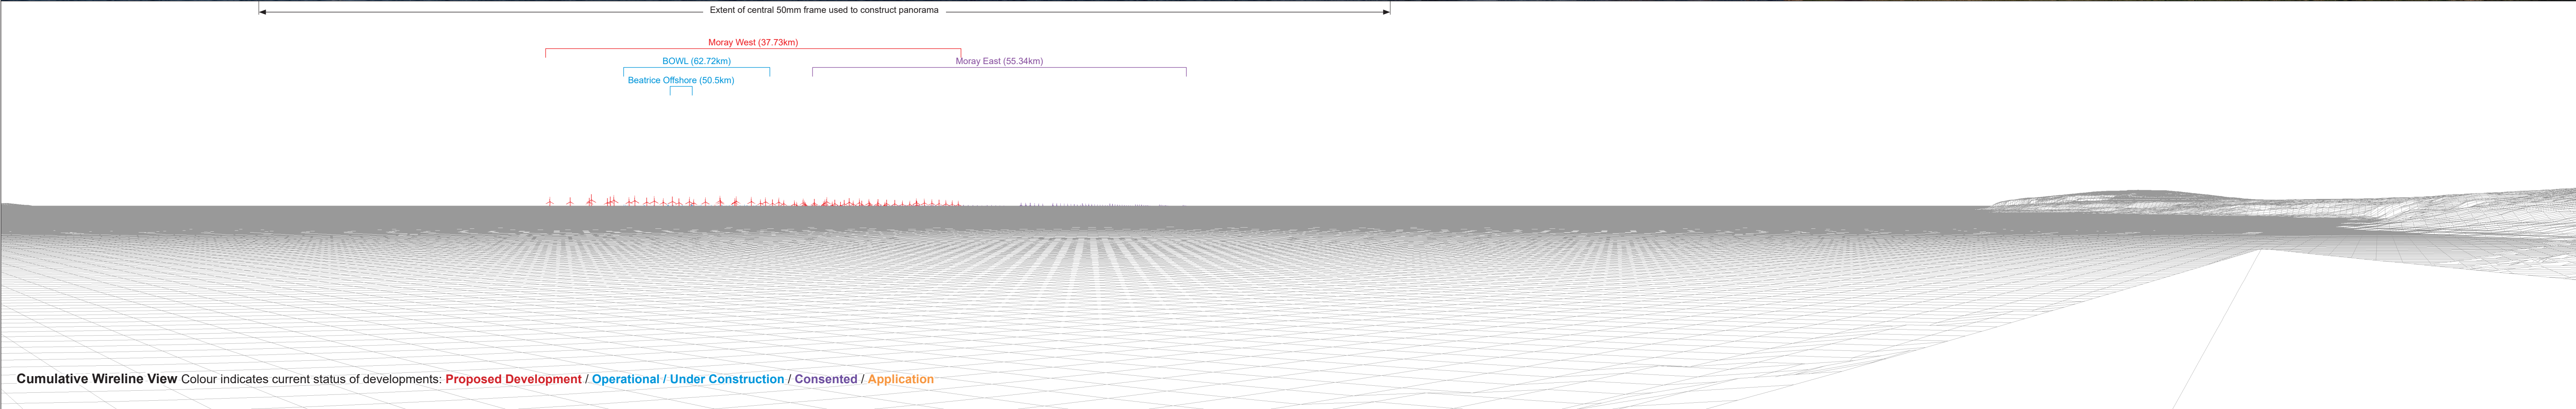 Extent of central 50mm frame used to construct panorama
Moray West (37.73km)
BOWL (62.72km)
Moray East (55.34km)
Beatrice Offshore (50.5km)
Cumulative Wireline View Colour indicates current status of developments: Proposed Development / Operational / Under Construction / Consented / Application